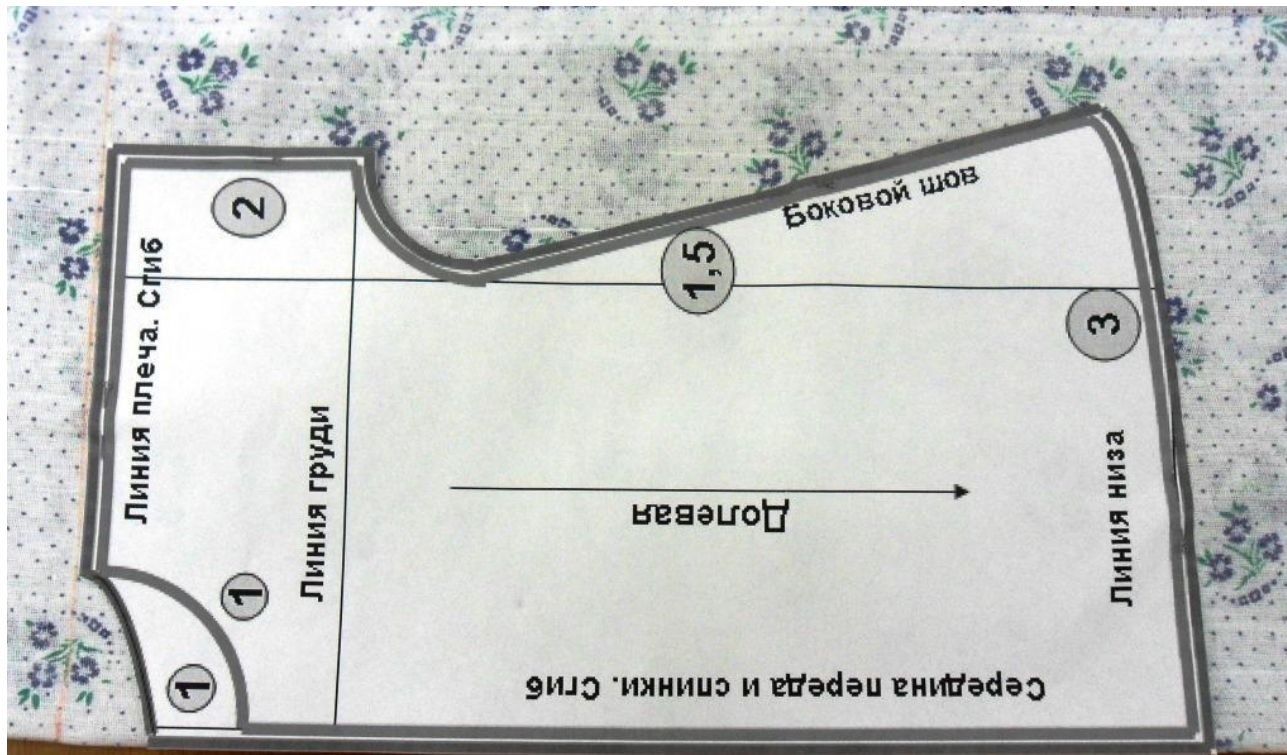 Линия плеча. Сгиб
2
Линия груди
1
1
Боковой шов
1,5
3
Долевая
Линия низа
Середина переда и спинки. Сгиб